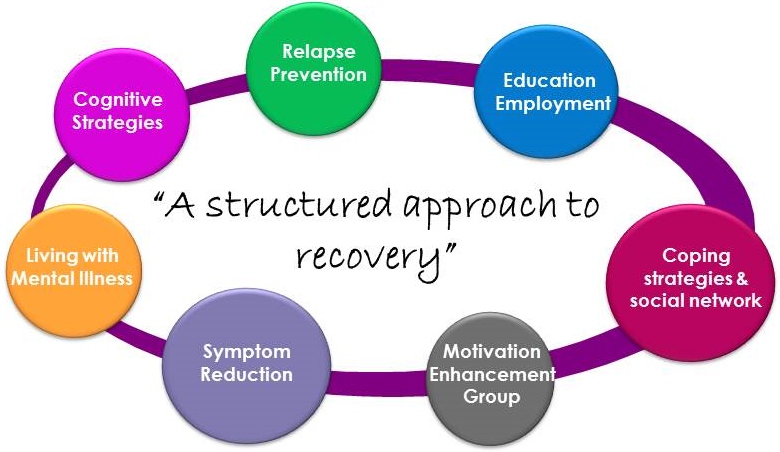 Relapse
Prevention
Education
Employment
Cognitive
Strategies
“A structured approach to
recovery”
Living with
Mental Illness
Coping
strategies &
social network
Symptom
Reduction
Motivation
Enhancement
Group